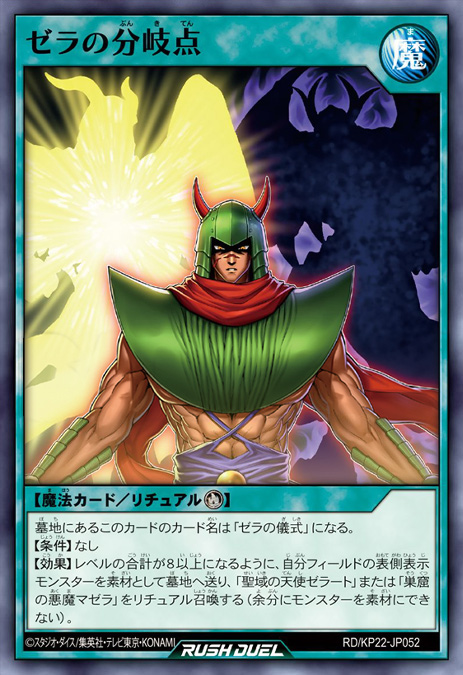 ゼラの分岐点
魔
【魔法カード／リチュアル】
墓地にあるこのカードのカード名は「ゼラの儀式」になる。
【条件】なし
【効果】レベルの合計が８以上になるように、自分フィールドの表側表示
モンスターを素材として墓地へ送り、「聖域の天使ゼラート」または「巣窟
の悪魔マゼラ」をリチュアル召喚する（余分にモンスターを素材にでき
ない）。
©スタジオ・ダイス/集英社・テレビ東京・KONAMI
RUSH DUEL
RD/KP22-JP052